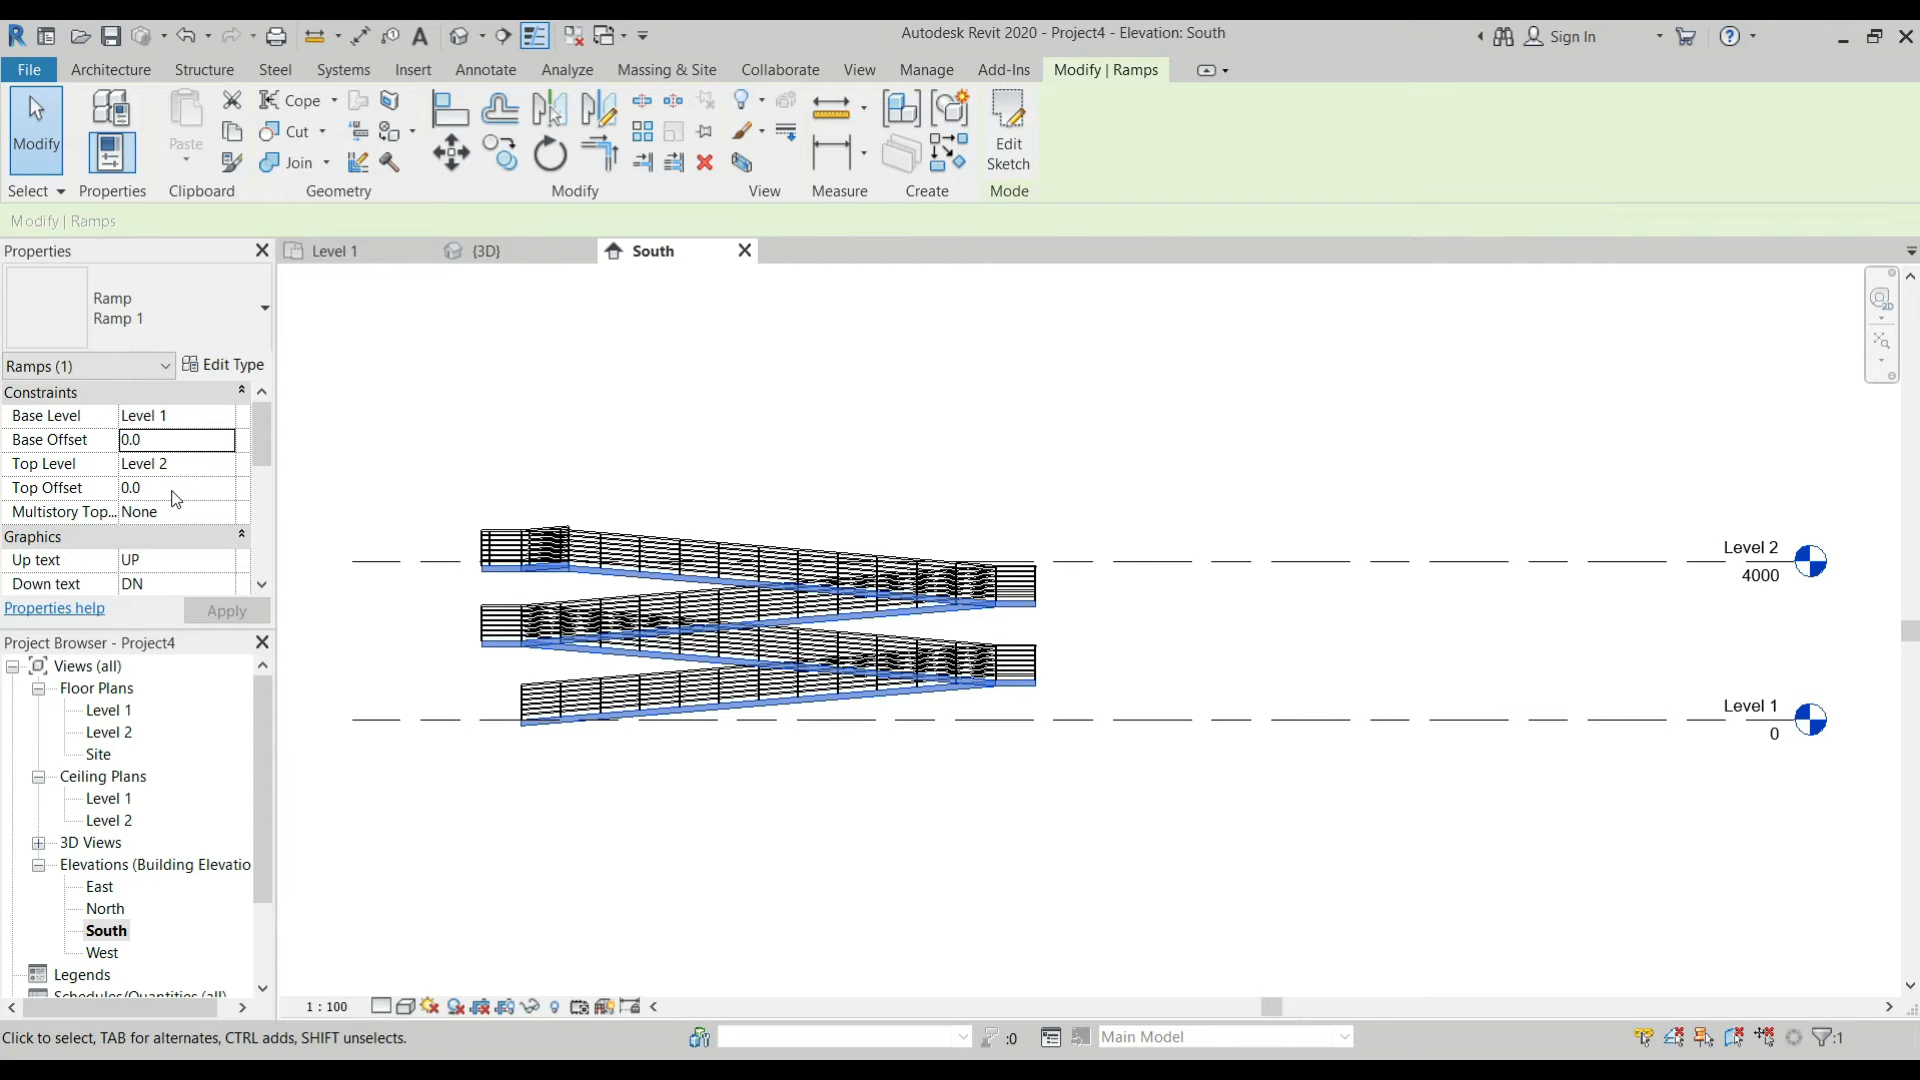 Autodesk Revit 2020 - Project4 - Elevation: South
Sign In
File Architecture Structure Steel Systems Insert Annotate Analyze Massing & Site Collaborate View Manage Add-Ins Modify | Ramps
Modify
Paste
Cope
Cut
Join
Edit
Sketch
Select Properties Clipboard Geometry Modify View Measure Create Mode
Modify | Ramps
Properties
Level 1
{3D}
South
Ramp
Ramp 1
Ramps (1)
Edit Type
Constraints
Base Level Level 1
Base Offset 0.0
Top Level Level 2
Top Offset 0.0
Multistory Top... None
Graphics
Up text UP
Down text DN
Properties help
Apply
Level 2
4000
Level 1
0
Project Browser - Project4
Views (all)
Floor Plans
Level 1
Level 2
Site
Ceiling Plans
Level 1
Level 2
3D Views
Elevations (Building Elevatio
East
North
South
West
Legends
Schedules/Quantities (all)
1 : 100
Click to select, TAB for alternates, CTRL adds, SHIFT unselects.
:0
Main Model
:1